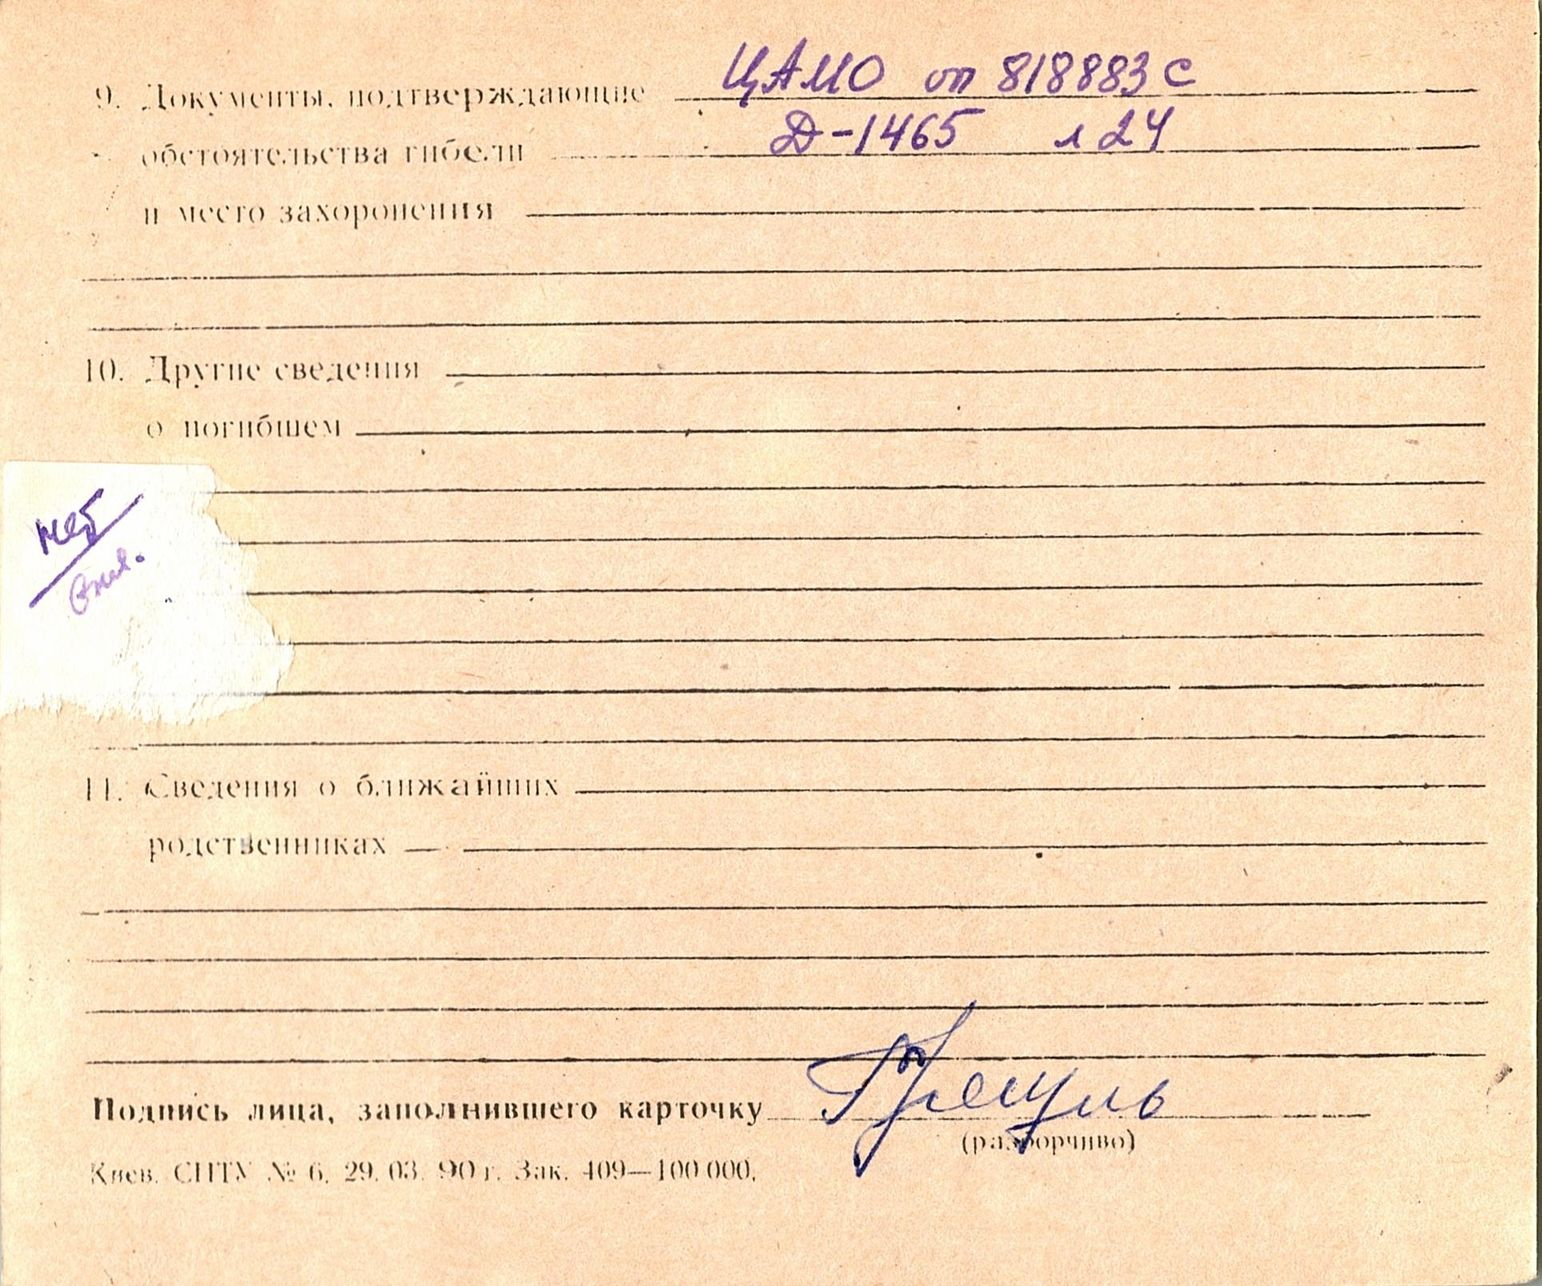 9. Документы, подтверждающие ЦАМО оп 818883 с
обстоятельства гибели Д-1465 л 24
и место захоронения
10. Другие сведения
о погибшем
11. Сведения о ближайших
родственниках
Подпись лица, заполнившего карточку
(разборчиво)
Киев. СПТУ № 6. 29. 03. 90 г. Зак. 409—100 000.